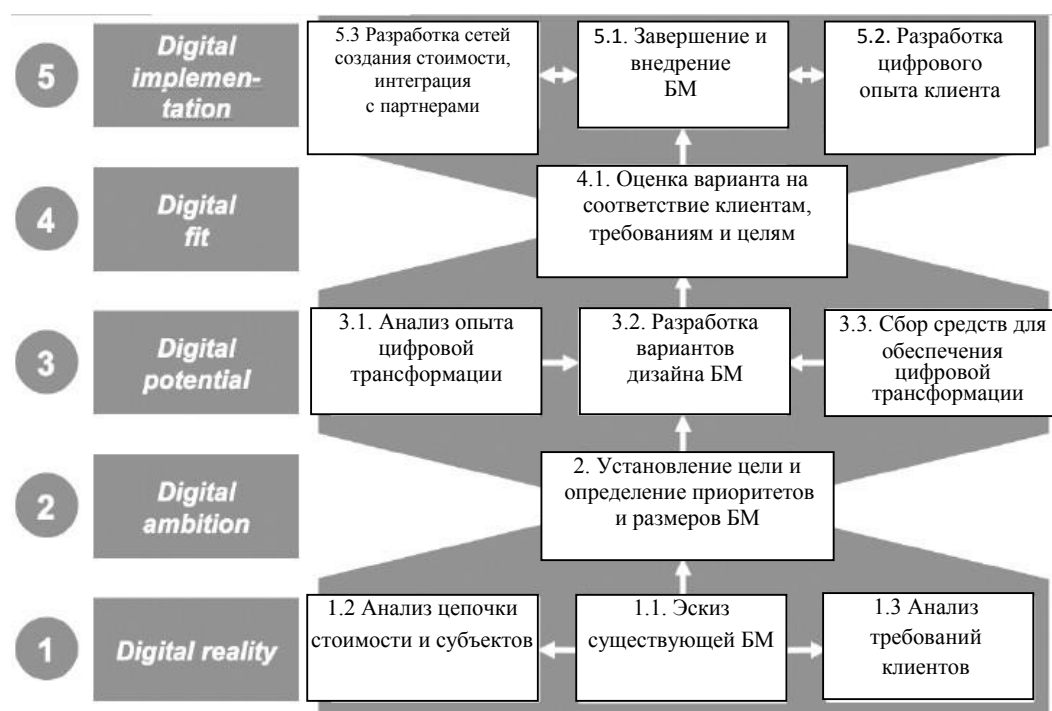 5
Digital
implemen-
tation
5.3 Разработка сетей
создания стоимости,
интеграция
с партнерами
5.1. Завершение и
внедрение
БМ
5.2. Разработка
цифрового
опыта клиента
4
Digital
fit
4.1. Оценка варианта на
соответствие клиентам,
требованиям и целям
3
Digital
potential
3.1. Анализ опыта
цифровой
трансформации
3.2. Разработка
вариантов
дизайна БМ
3.3. Сбор средств для
обеспечения
цифровой
трансформации
2
Digital
ambition
2. Установление цели и
определение приоритетов
и размеров БМ
1
Digital reality
1.2 Анализ цепочки
стоимости и субъектов
1.1. Эскиз
существующей БМ
1.3 Анализ
требований
клиентов